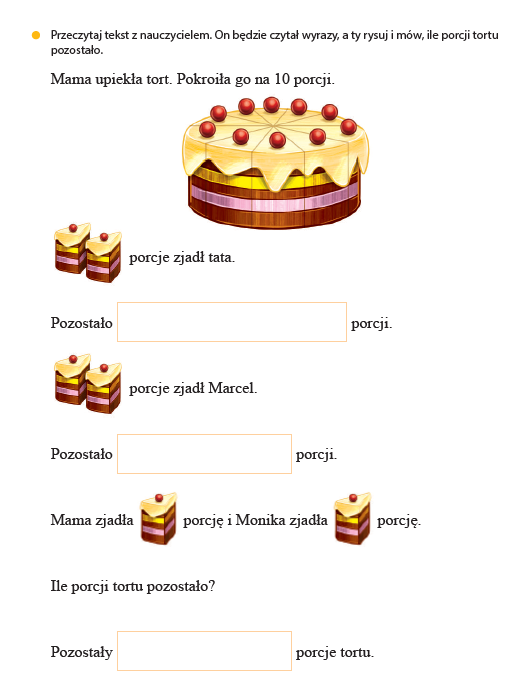 Przeczytaj tekst z nauczycielem. On będzie czytał wyrazy, a ty rysuj i mów, ile porcji tortu
pozostało.
Mama upiekła tort. Pokroiła go na 10 porcji.
porcje zjadł tata.
Pozostało porcji.
porcje zjadł Marcel.
Pozostało porcji.
Mama zjadła porcję i Monika zjadła porcję.
Ile porcji tortu pozostało?
Pozostały porcje tortu.